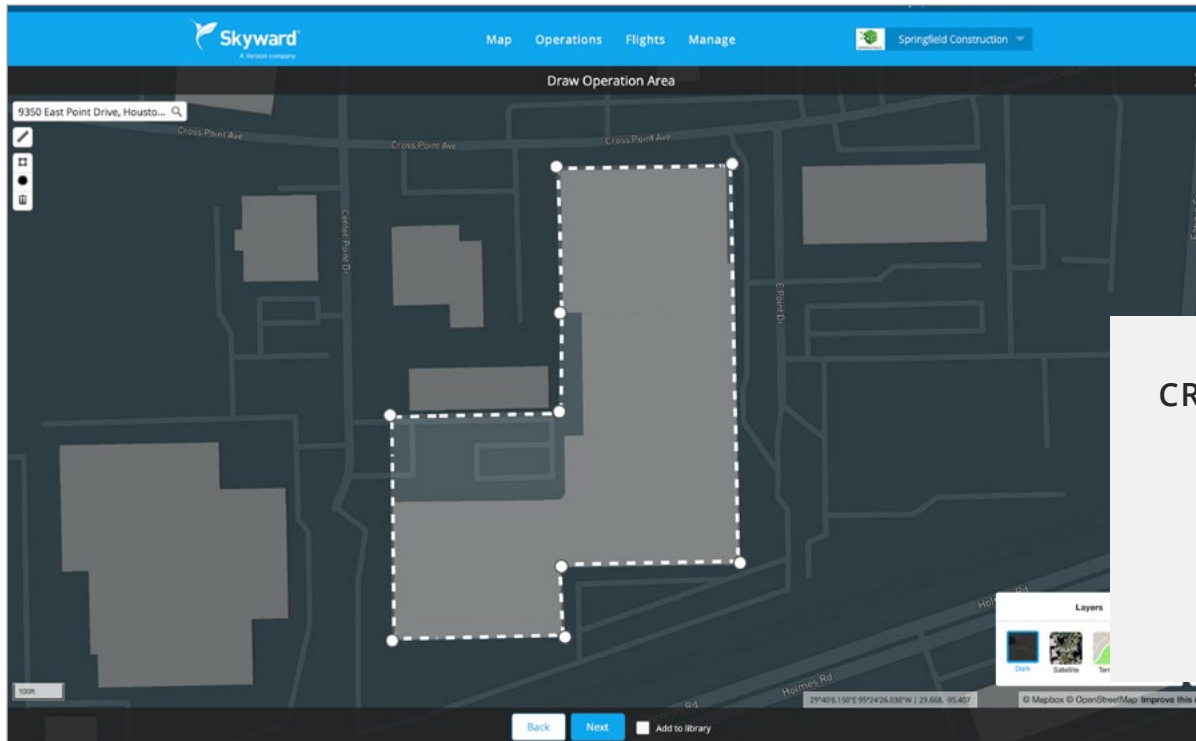 Skyward
A Verizon company
Map Operations Flights Manage
Springfield Construction
Draw Operation Area
9350 East Point Drive, Housto...
Cross Point Ave
Cross Point Ave
Cross Point Ave
Center Point Dr
E Point Dr
CR
Holmes Rd
Layers
Dark
Satellite
Holmes Rd
100ft
© Mapbox © OpenStreetMap Improve this
Back
Next
Add to library